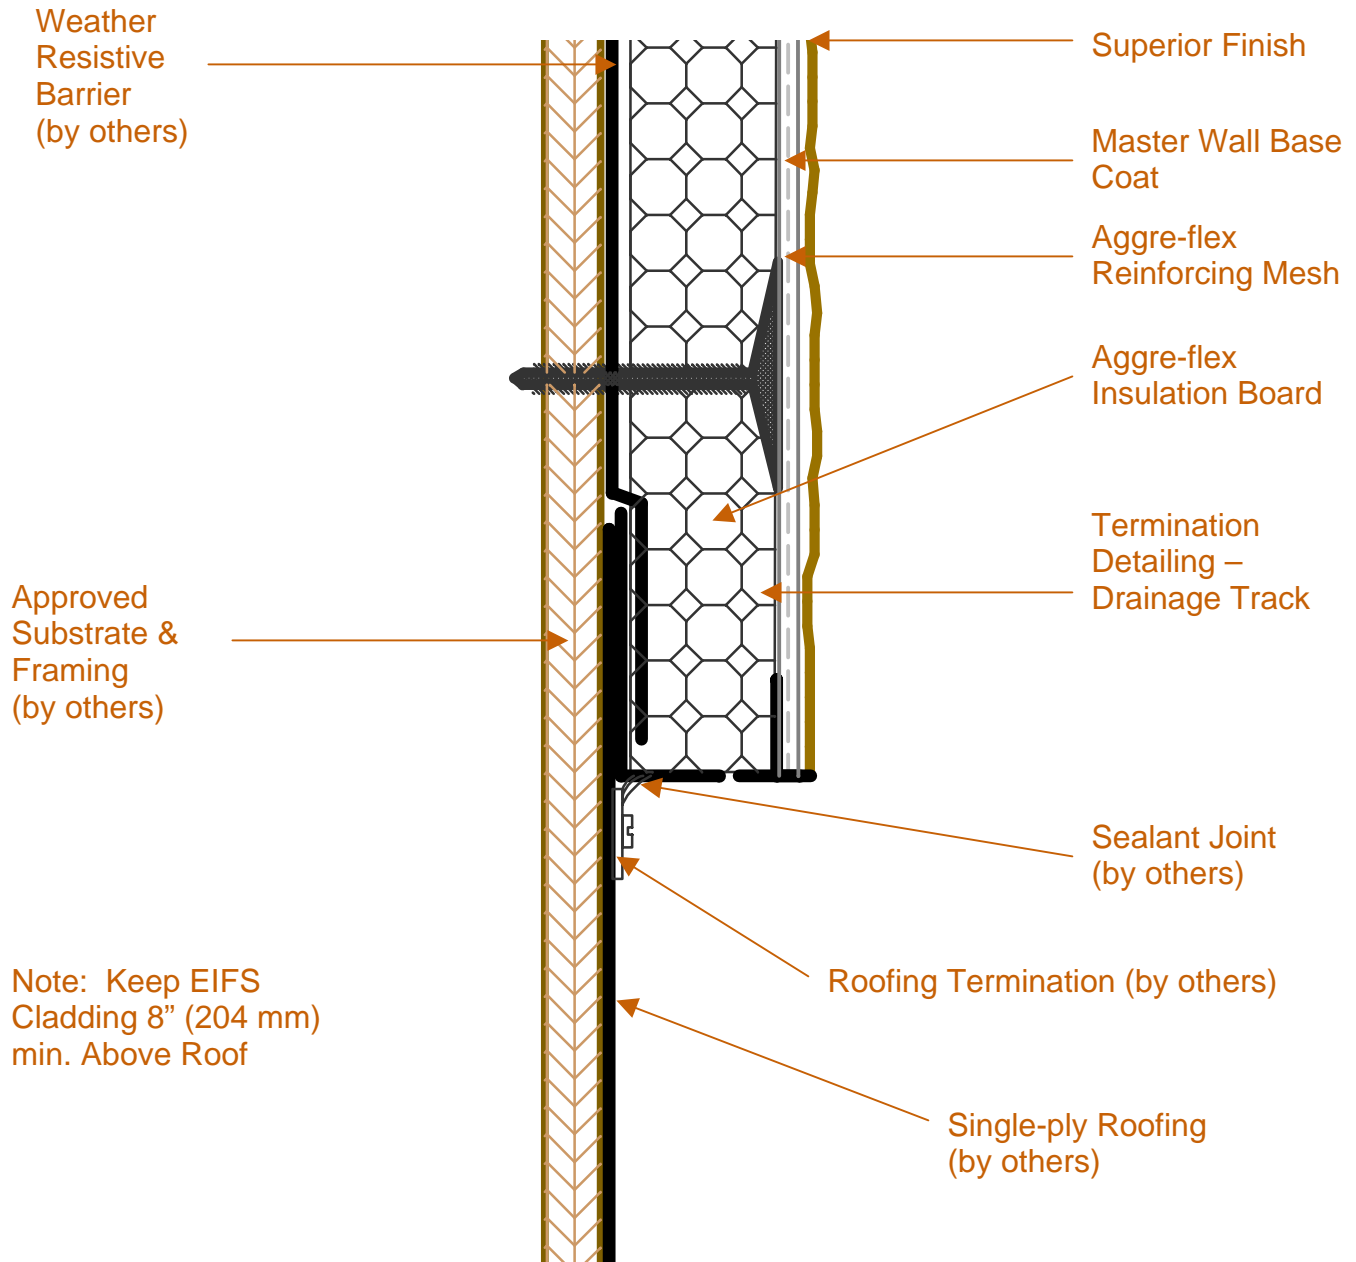 Weather
Resistive
Barrier
(by others)
Superior Finish
Master Wall Base
Coat
Aggre-flex
Reinforcing Mesh
Aggre-flex
Insulation Board
Termination
Detailing –
Drainage Track
Approved
Substrate &
Framing
(by others)
Sealant Joint
(by others)
Note:  Keep EIFS
Cladding 8” (204 mm)
min. Above Roof
Roofing Termination (by others)
Single-ply Roofing
(by others)